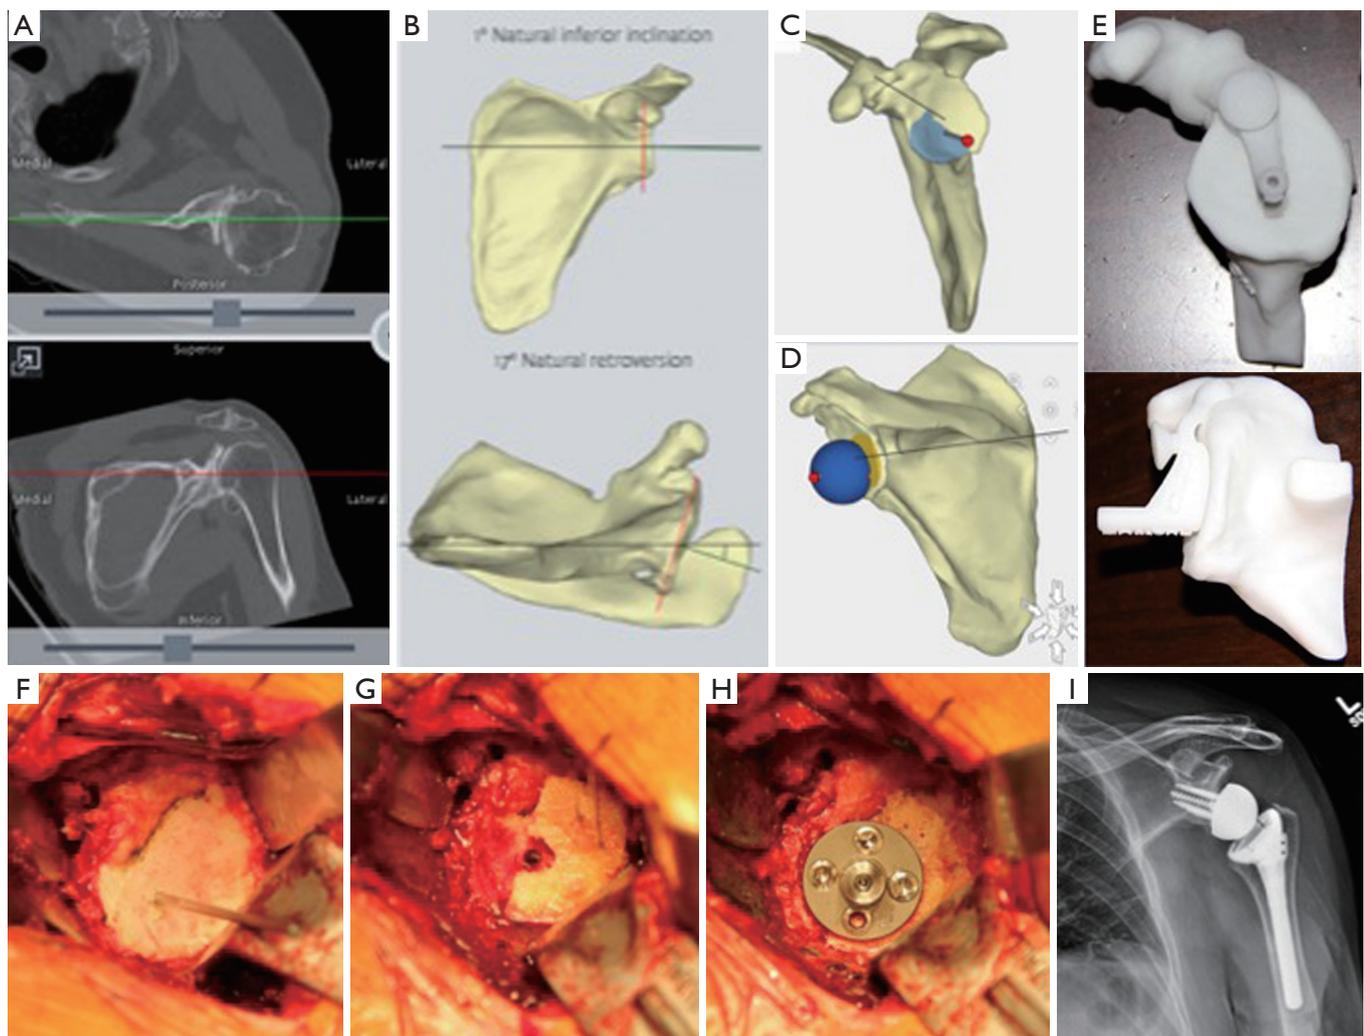 A
Anterior
Medial
Lateral
Posterior
Superior
Medial
Lateral
Inferior
B
1° Natural inferior inclination
17° Natural retroversion
C
D
E
F
G
H
I
L